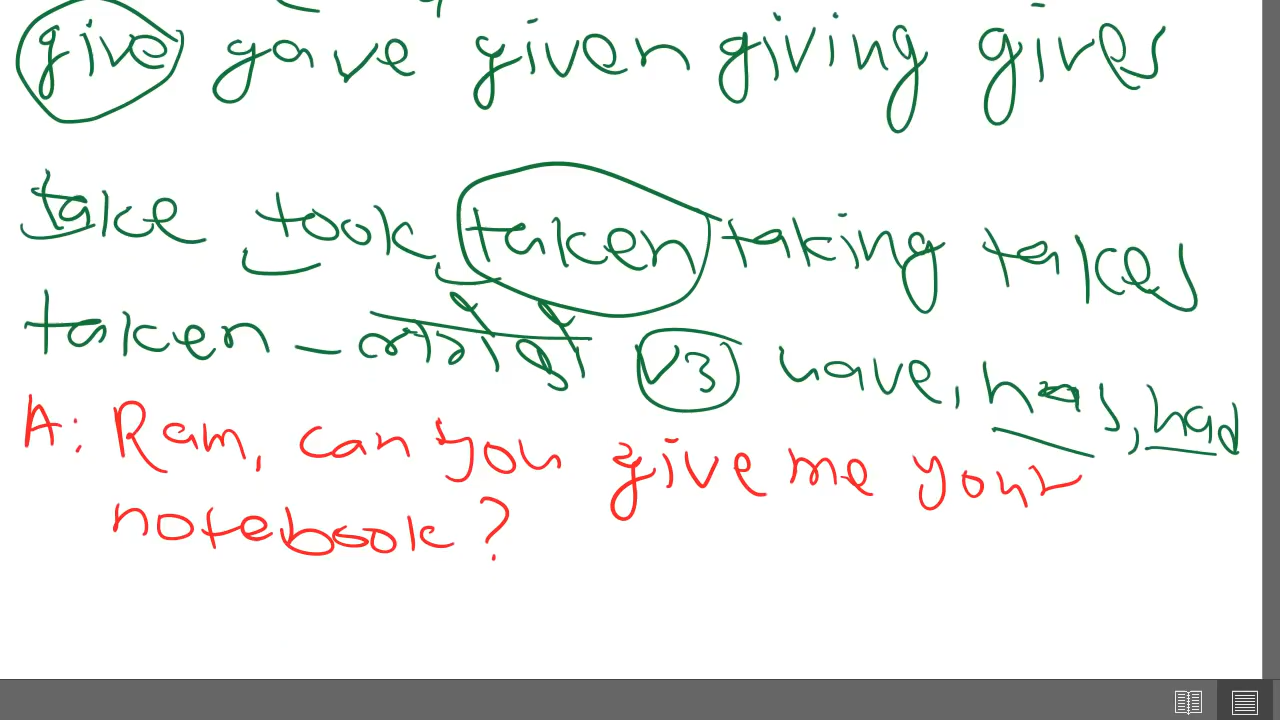 give gave given giving gives
take took taken taking takes
taken - V3 have, has, had
A: Ram, can you give me your
notebook?